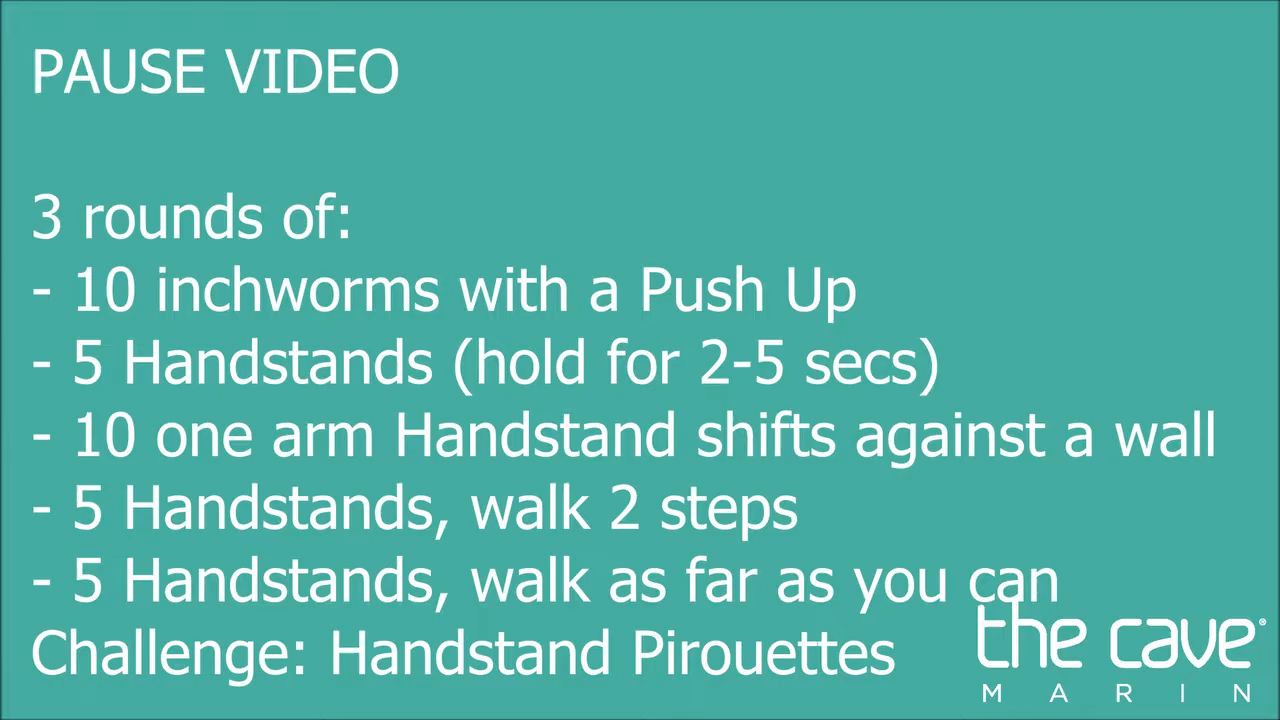 PAUSE VIDEO
3 rounds of:
- 10 inchworms with a Push Up
- 5 Handstands (hold for 2-5 secs)
- 10 one arm Handstand shifts against a wall
- 5 Handstands, walk 2 steps
- 5 Handstands, walk as far as you can
Challenge: Handstand Pirouettes
the cave®
MARIN